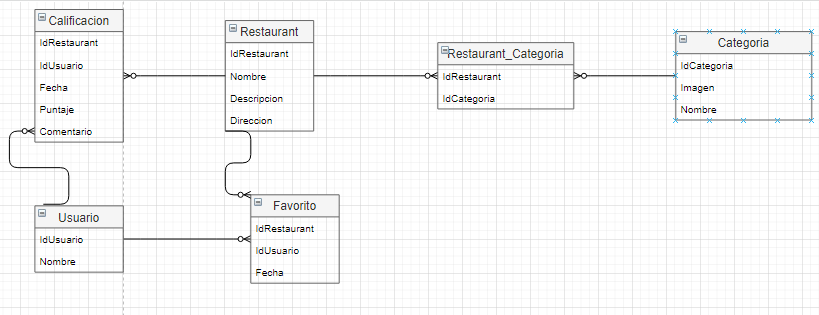 Calificacion
IdRestaurant
IdUsuario
Fecha
Puntaje
Comentario
Restaurant
IdRestaurant
Nombre
Descripcion
Direccion
Restaurant_Categoria
IdRestaurant
IdCategoria
Categoria
IdCategoria
Imagen
Nombre
Usuario
IdUsuario
Nombre
Favorito
IdRestaurant
IdUsuario
Fecha